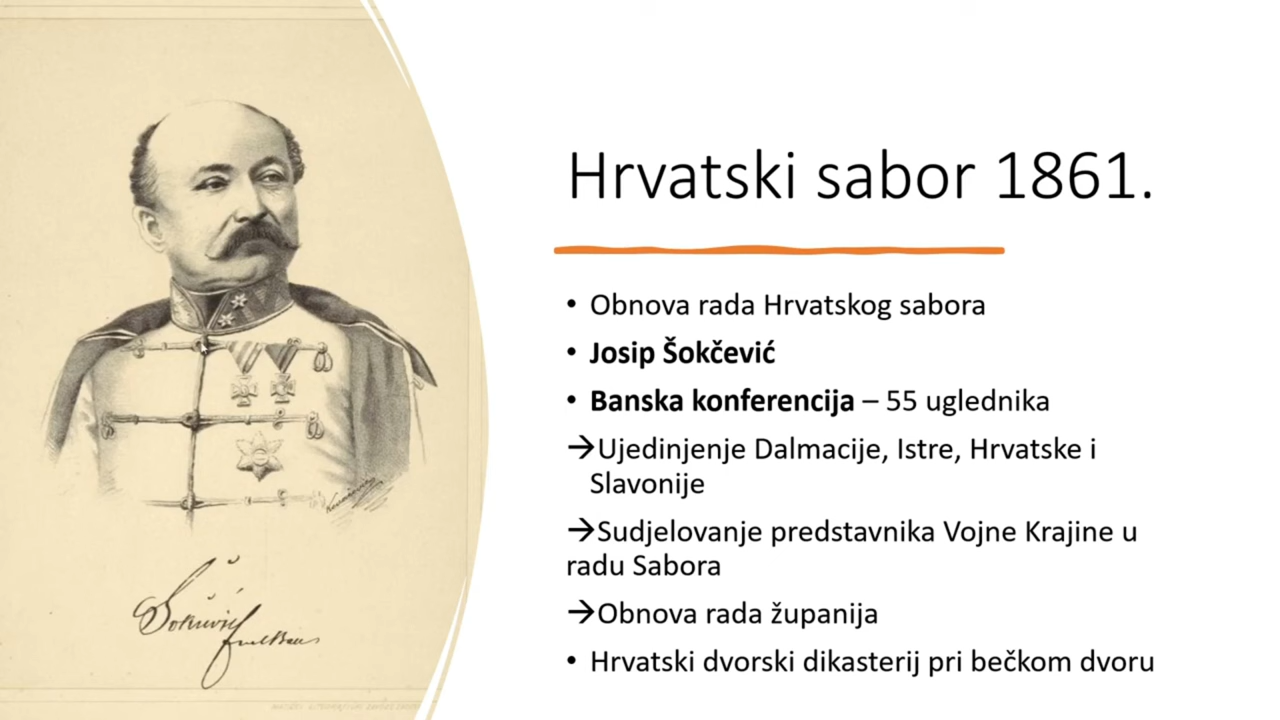 Hrvatski sabor 1861.
• Obnova rada Hrvatskog sabora
• Josip Šokčević
• Banska konferencija – 55 uglednika
→Ujedinjenje Dalmacije, Istre, Hrvatske i
Slavonije
→Sudjelovanje predstavnika Vojne Krajine u
radu Sabora
→Obnova rada županija
• Hrvatski dvorski dikasterij pri bečkom dvoru